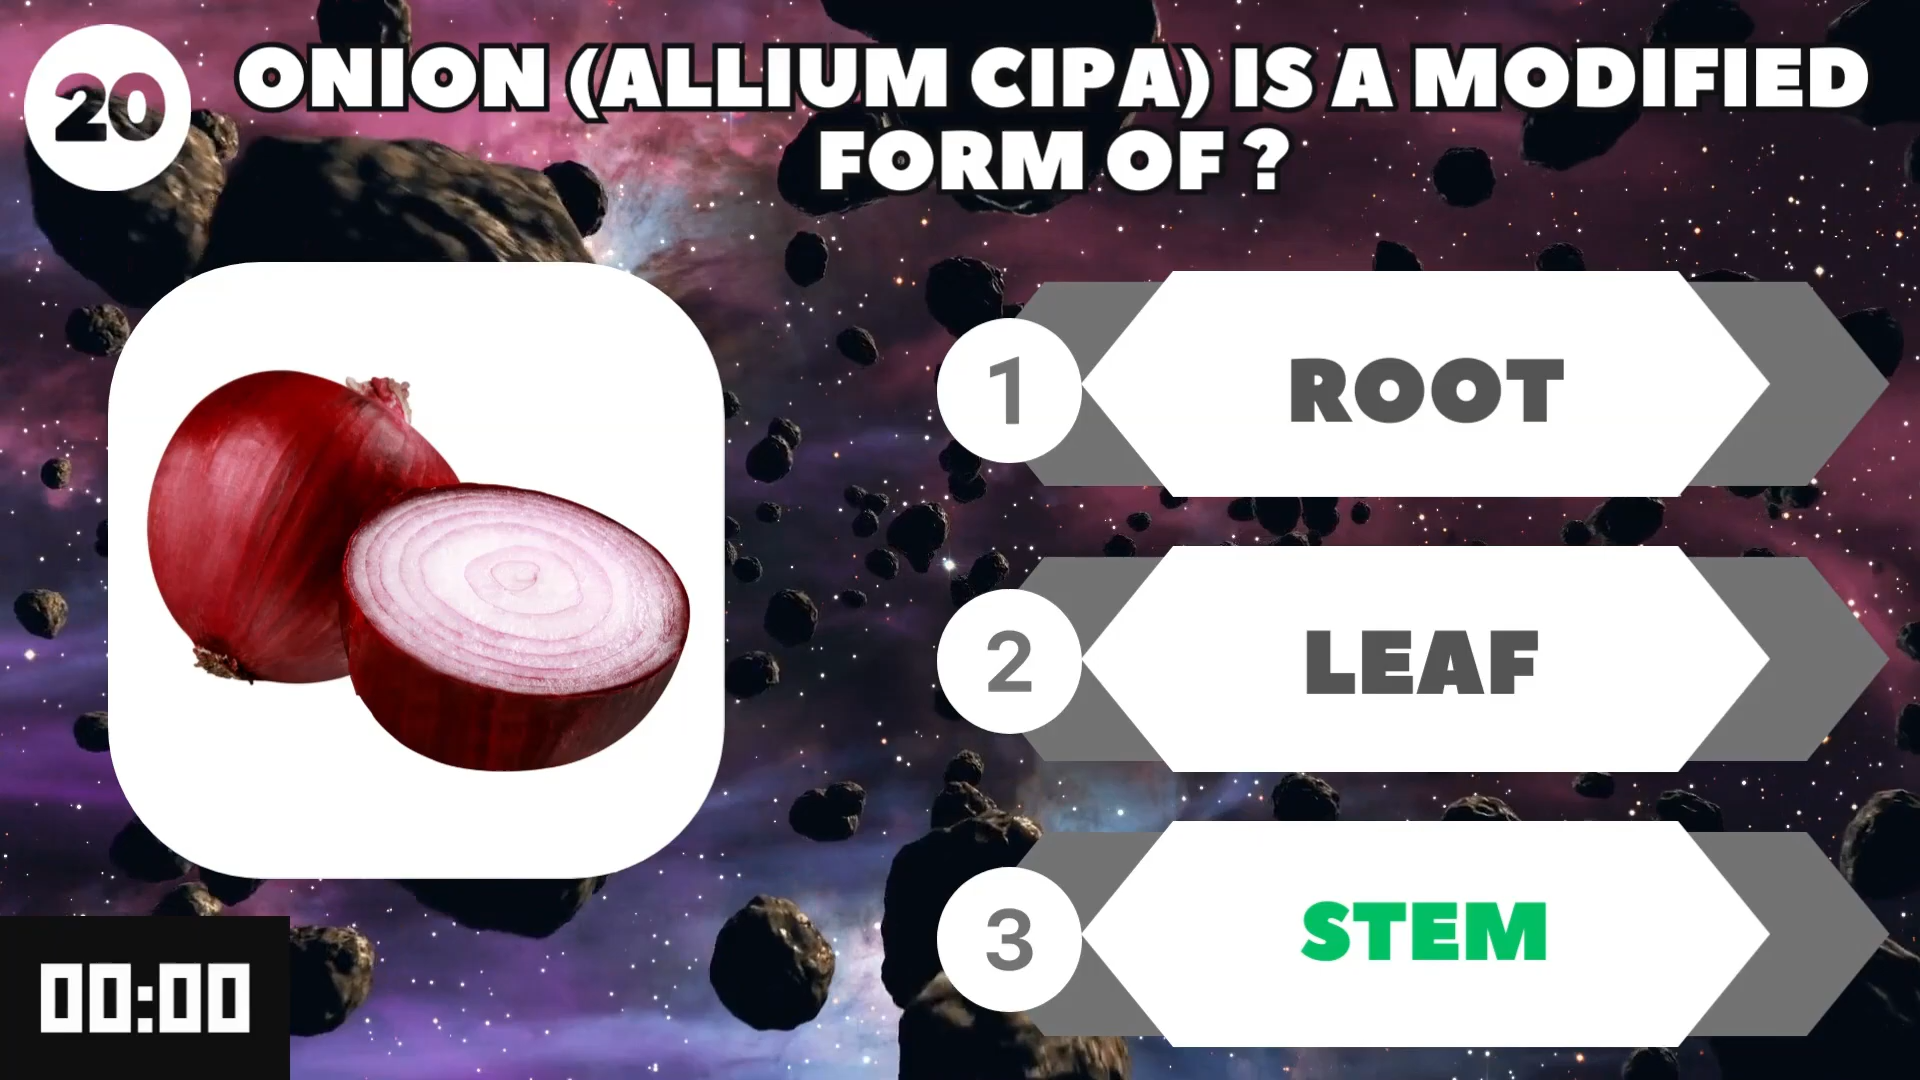 20
ONION (ALLIUM CIPA) IS A MODIFIED
FORM OF ?
1
ROOT
2
LEAF
3
STEM
00:00